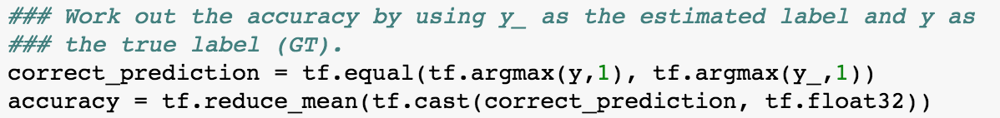 ### Work out the accuracy by using y_ as the estimated label and y as
### the true label (GT).
correct_prediction = tf.equal(tf.argmax(y,1), tf.argmax(y_,1))
accuracy = tf.reduce_mean(tf.cast(correct_prediction, tf.float32))